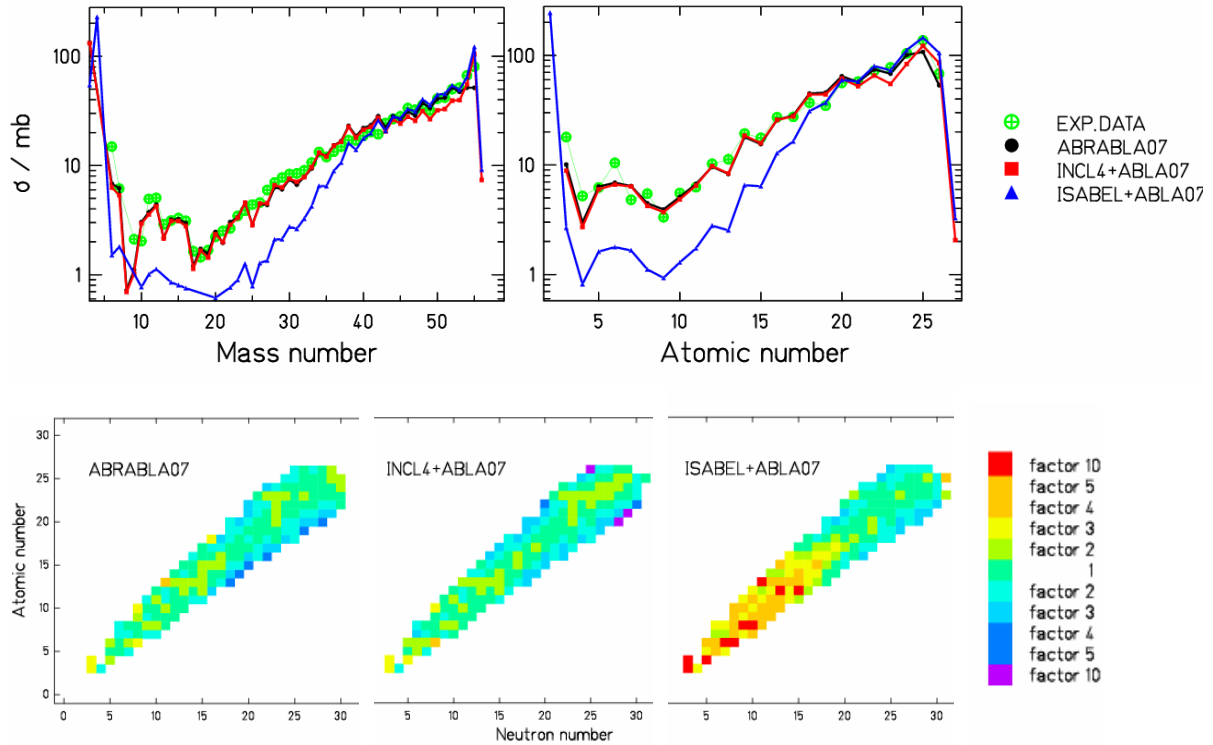 σ / mb
100
10
1
10
20
30
40
50
Mass number
100
10
1
5
10
15
20
25
Atomic number
EXP.DATA
ABRABLA07
INCL4+ABLA07
ISABEL+ABLA07
Atomic number
30
25
20
15
10
5
0
ABRABLA07
0
5
10
15
20
25
30
INCL4+ABLA07
5
10
15
20
25
30
ISABEL+ABLA07
5
10
15
20
25
30
Neutron number
factor 10
factor 5
factor 4
factor 3
factor 2
1
factor 2
factor 3
factor 4
factor 5
factor 10